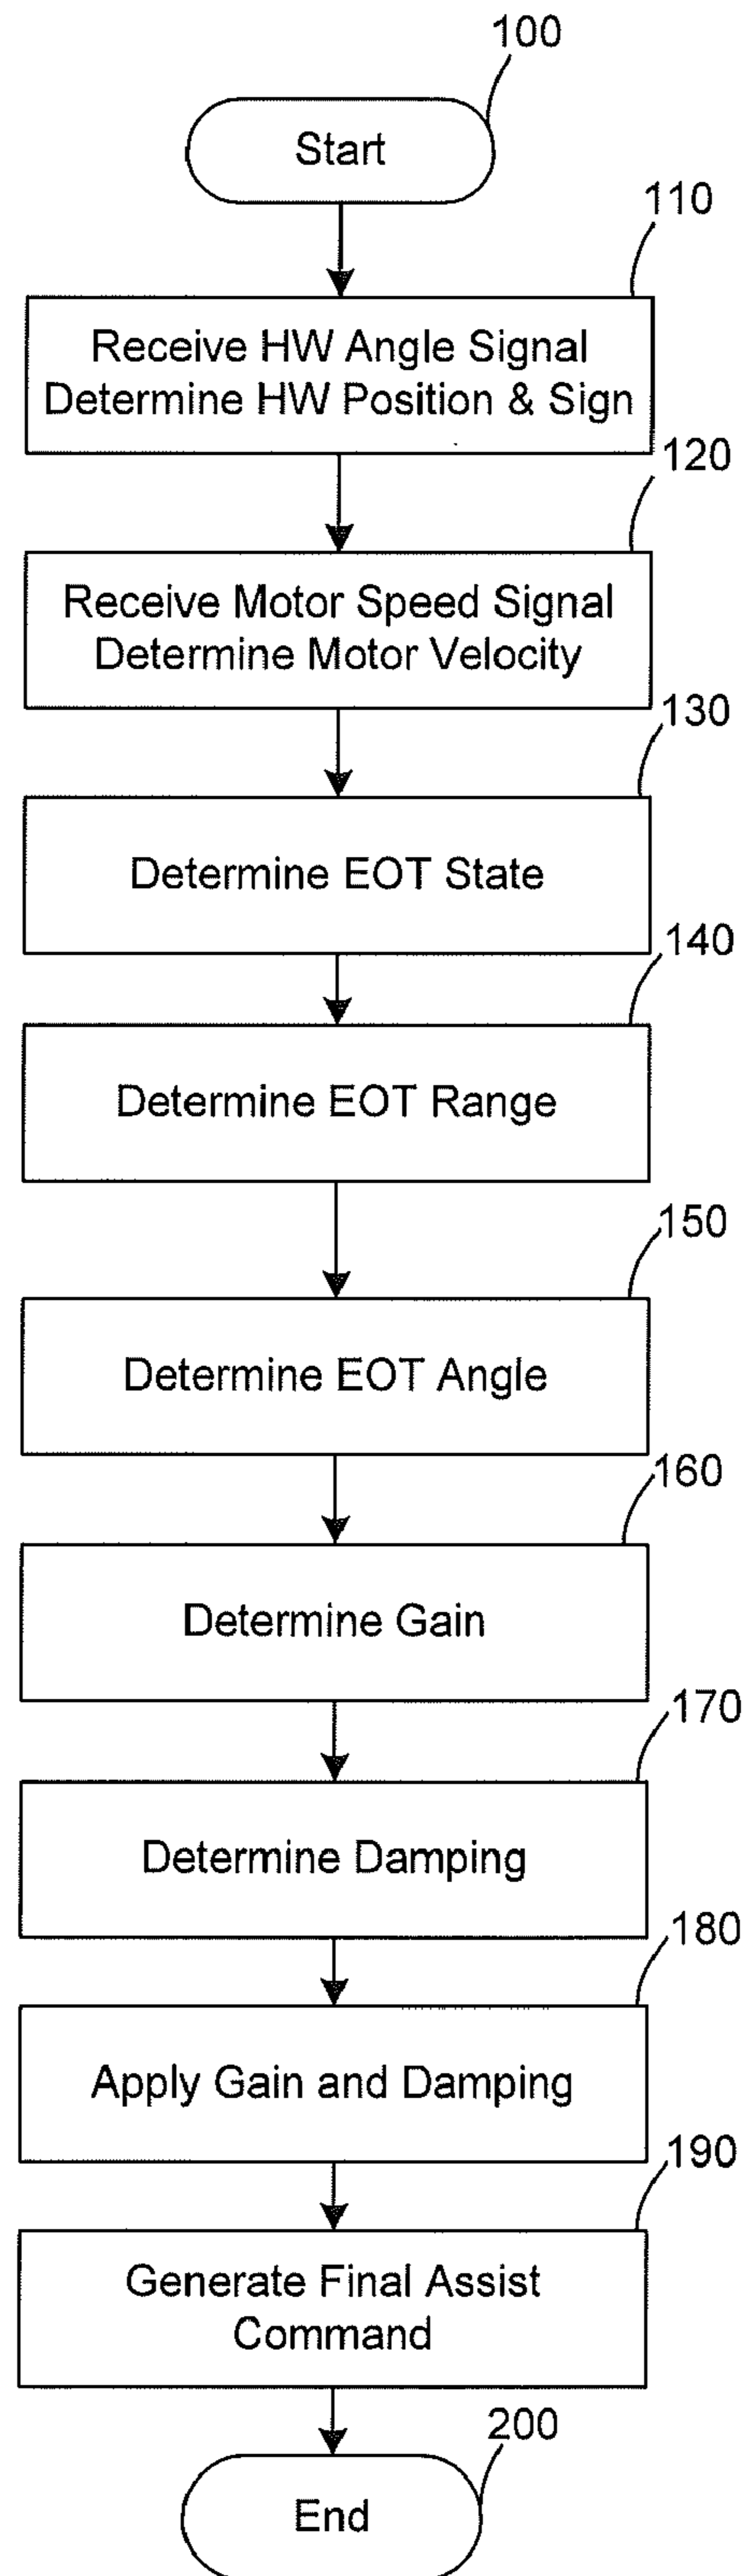 100
Start
110
Receive HW Angle Signal
Determine HW Position & Sign
120
Receive Motor Speed Signal
Determine Motor Velocity
130
Determine EOT State
140
Determine EOT Range
150
Determine EOT Angle
160
Determine Gain
170
Determine Damping
180
Apply Gain and Damping
190
Generate Final Assist
Command
200
End